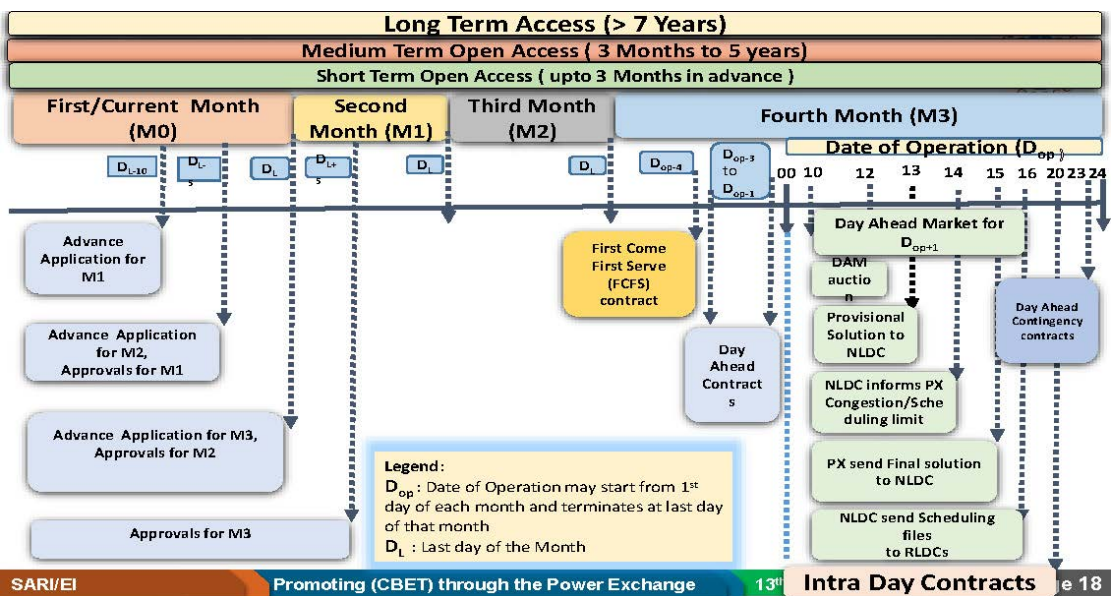 Long Term Access (> 7 Years)
Medium Term Open Access ( 3 Months to 5 years)
Short Term Open Access ( upto 3 Months in advance )
First/Current Month
(M0)
Second
Month (M1)
Third Month
(M2)
Fourth Month (M3)
Date of Operation (Dop )
DL-10
DL-
s
DL
DL+
s
DL
DL
Dop-4
Dop-3
to
Dop-1
00 10 12 13 14 15 16 20 23 24
Advance
Application for
M1
Advance Application
for M2,
Approvals for M1
Advance Application for M3,
Approvals for M2
Approvals for M3
First Come
First Serve
(FCFS)
contract
Day
Ahead
Contract
s
Day Ahead Market for
Dop+1
DAM
auctio
n
Provisional
Solution to
NLDC
NLDC informs PX
Congestion/Sche
duling limit
PX send Final solution
to NLDC
NLDC send Scheduling
files
to RLDCs
Day Ahead
Contingency
contracts
Legend:
Dop : Date of Operation may start from 1st
day of each month and terminates at last day
of that month
DL : Last day of the Month
SARI/EI
Promoting (CBET) through the Power Exchange
13th
Intra Day Contracts
e 18